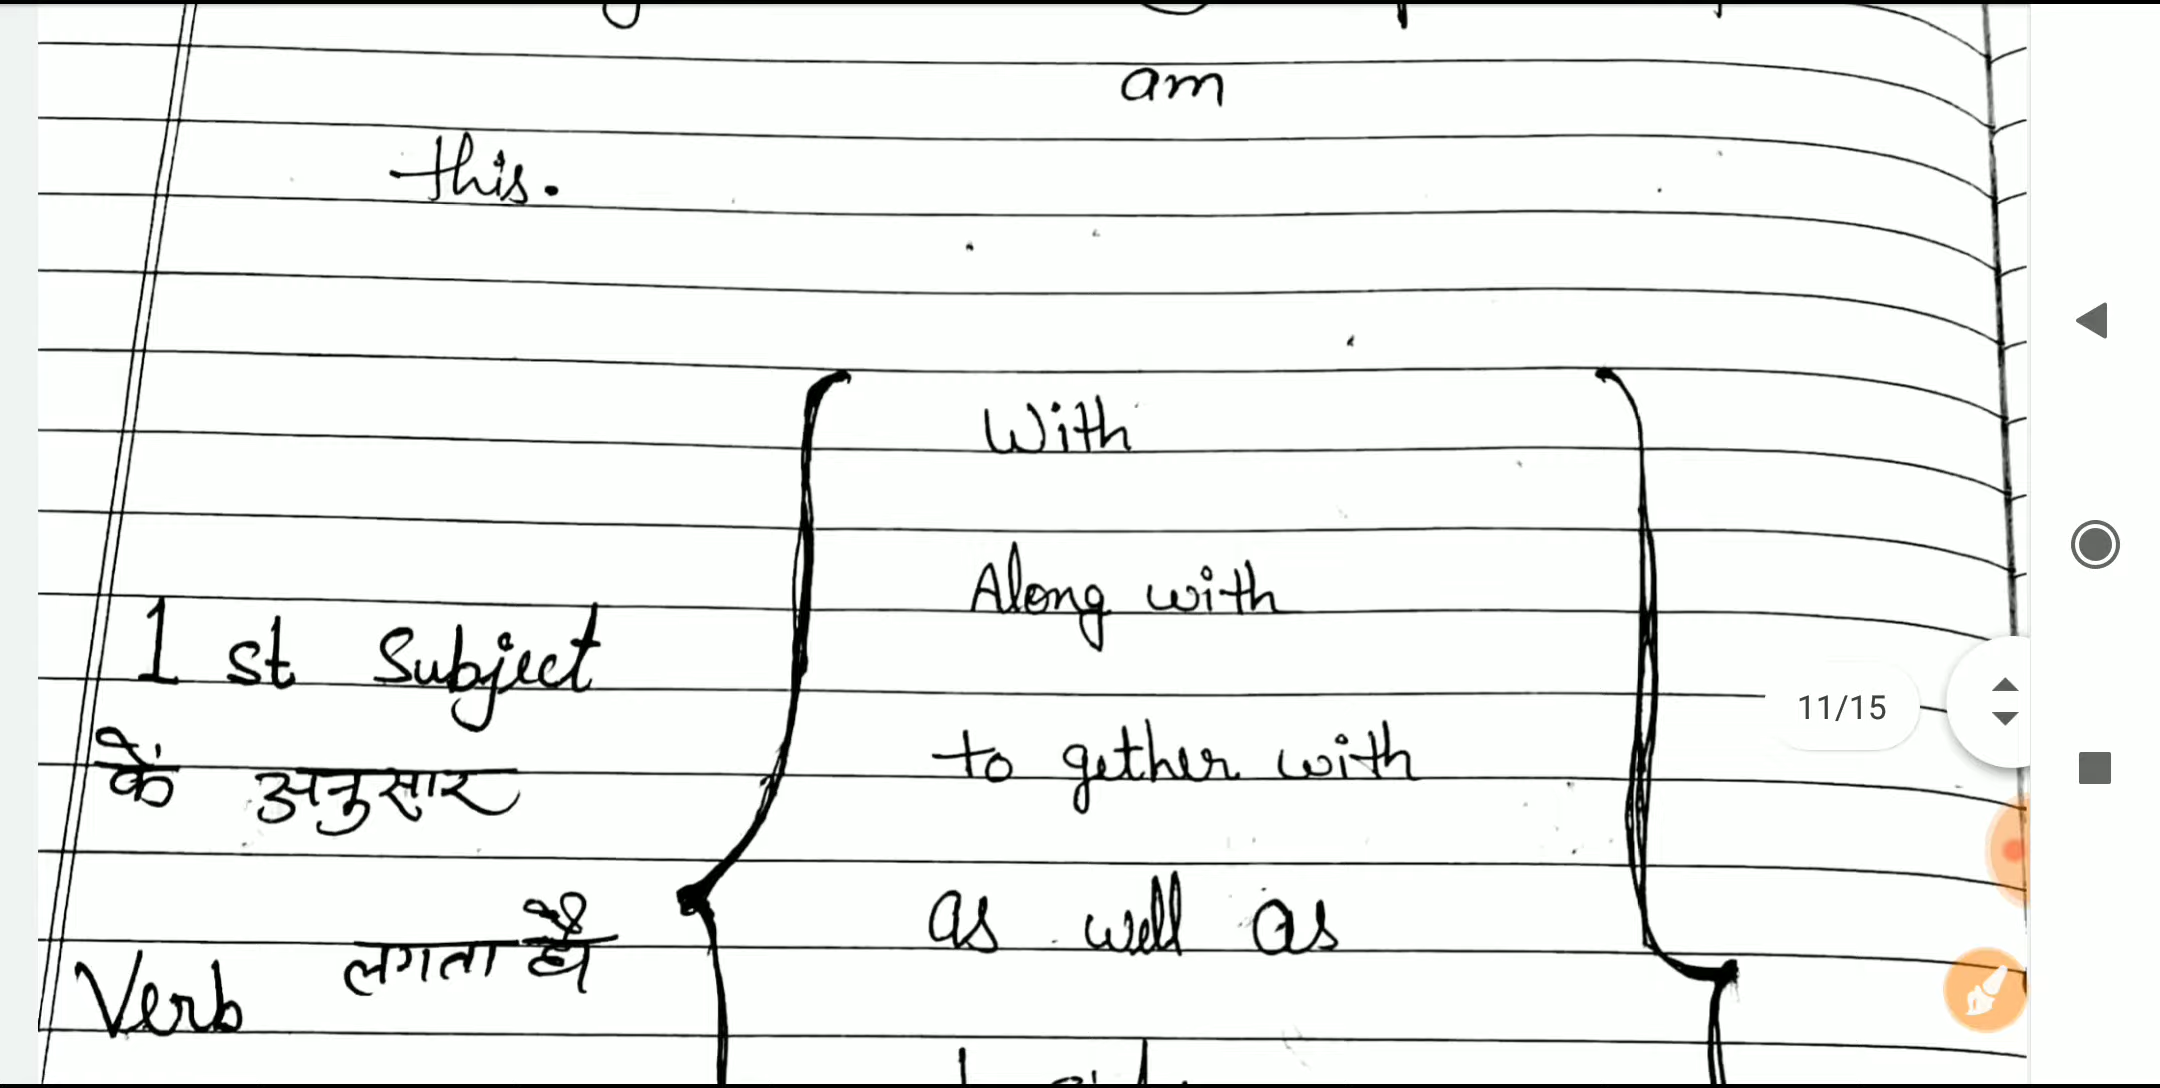 am
this.
With
Along with
1 st Subject
to gether with
कें अनुसार
as well as
लगता है
Verb
11/15